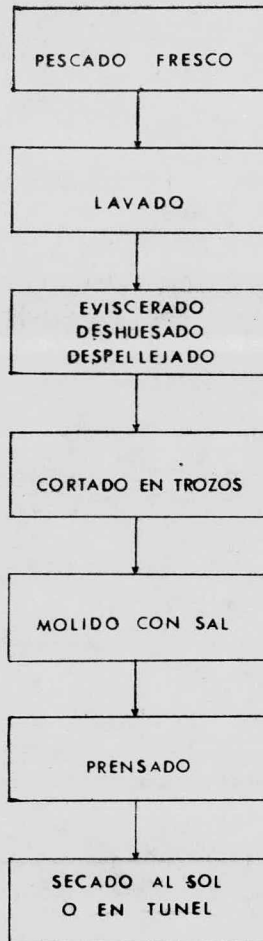 PESCADO FRESCO
LAVADO
EVISCERADO
DESHUESADO
DESPELLEJADO
CORTADO EN TROZOS
MOLIDO CON SAL
PRENSADO
SECADO AL SOL
O EN TUNEL